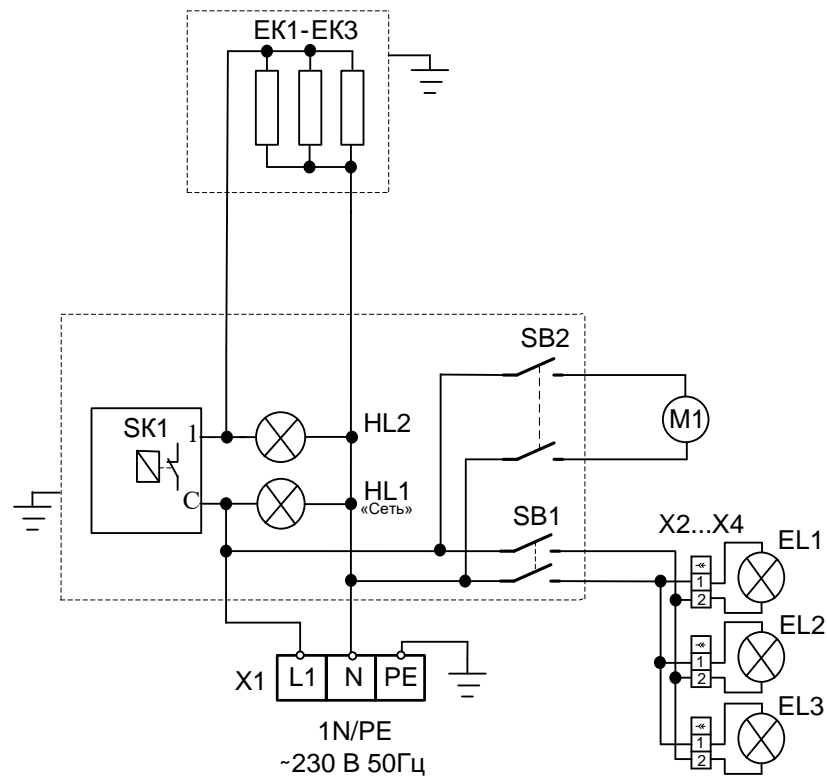 ЕК1-ЕК3
SB2
SК1
1
HL2
M1
C
HL1
«Сеть»
SB1
X2...X4
EL1
1
2
EL2
1
2
EL3
1
2
X1
L1
N
PE
1N/PE
~230 В 50Гц